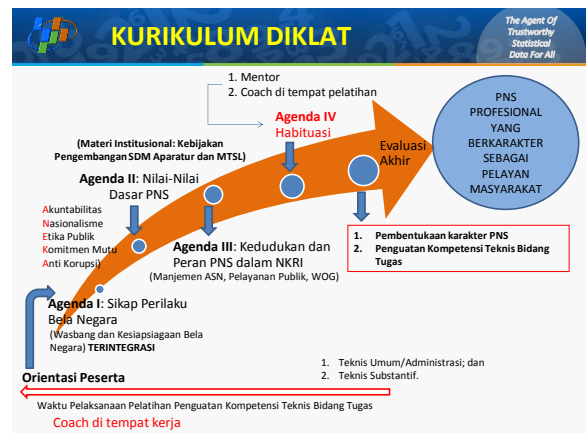 KURIKULUM DIKLAT
The Agent Of
Trustworthy
Statistical
Data For All
1. Mentor
2. Coach di tempat pelatihan
Agenda IV
Habituasi
Evaluasi
Akhir
PNS
PROFESIONAL
YANG
BERKARAKTER
SEBAGAI
PELAYAN
MASYARAKAT
(Materi Institusional: Kebijakan
Pengembangan SDM Aparatur dan MTSL)
Agenda II: Nilai-Nilai
Dasar PNS
Akuntabilitas
Nasionalisme
Etika Publik
Komitmen Mutu
Anti Korupsi)
Agenda III: Kedudukan dan
Peran PNS dalam NKRI
(Manjemen ASN, Pelayanan Publik, WOG)
1. Pembentukaan karakter PNS
2. Penguatan Kompetensi Teknis Bidang
Tugas
Agenda I: Sikap Perilaku
Bela Negara
(Wasbang dan Kesiapsiagaan Bela
Negara) TERINTEGRASI
Orientasi Peserta
1. Teknis Umum/Administrasi; dan
2. Teknis Substantif.
Waktu Pelaksanaan Pelatihan Penguatan Kompetensi Teknis Bidang Tugas
Coach di tempat kerja